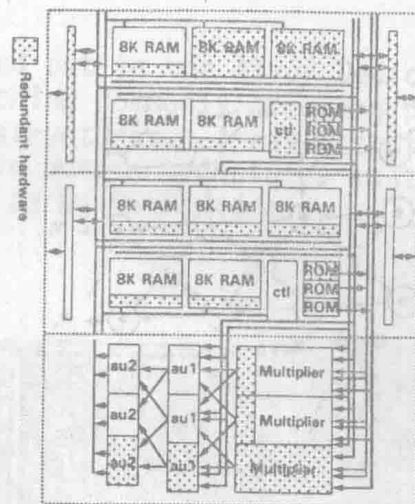 Redundant hardware
8K RAM 8K RAM 8K RAM
8K RAM 8K RAM ctl ROM
ROM
ROM
8K RAM 8K RAM 8K RAM
8K RAM 8K RAM ctl ROM
ROM
ROM
au2 au1 Multiplier
au2 au1 Multiplier
au2 au1 Multiplier